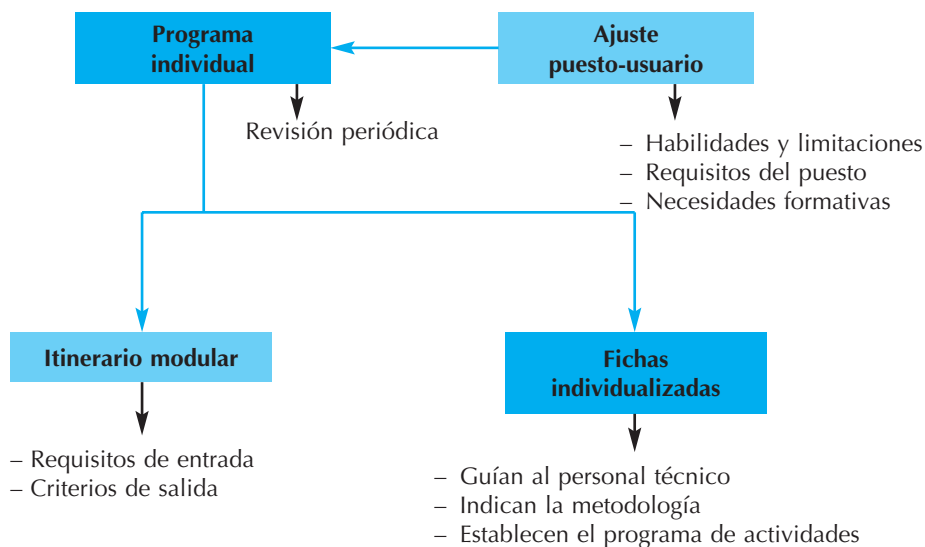 Programa
individual
Ajuste
puesto-usuario
Revisión periódica
– Habilidades y limitaciones
– Requisitos del puesto
– Necesidades formativas
Itinerario modular
Fichas
individualizadas
– Requisitos de entrada
– Criterios de salida
– Guían al personal técnico
– Indican la metodología
– Establecen el programa de actividades